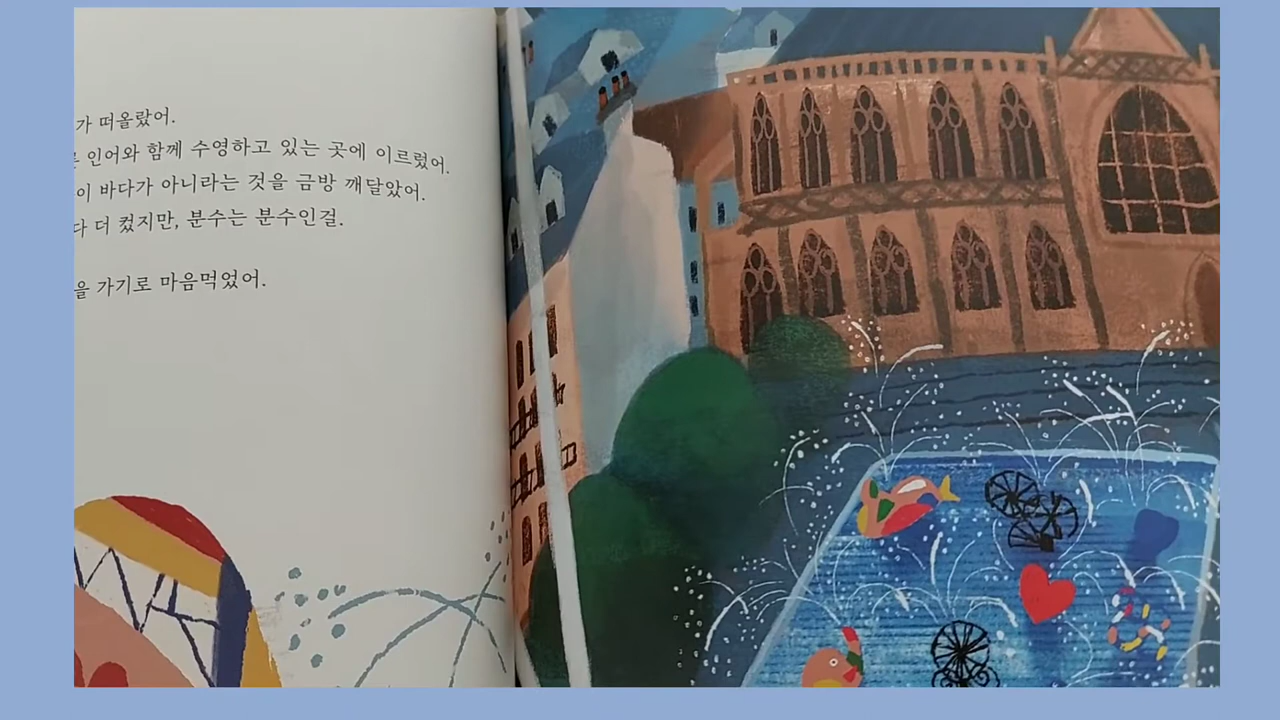 가 떠올랐어.
인어와 함께 수영하고 있는 곳에 이르렀어.
이 바다가 아니라는 것을 금방 깨달았어.
다 더 컸지만, 분수는 분수인걸.
을 가기로 마음먹었어.